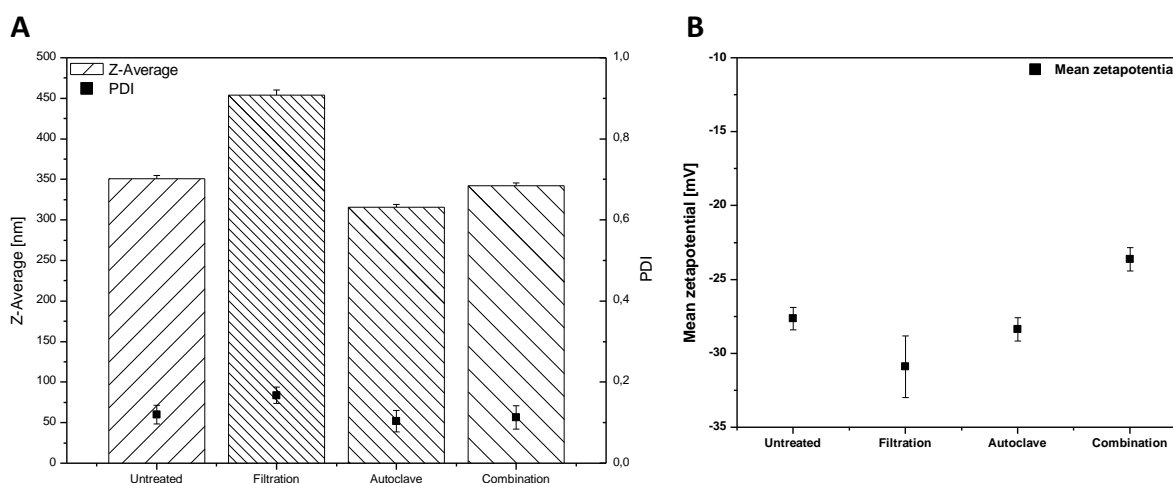 A
Z-Average
PDI
500
450
400
350
300
250
200
150
100
50
0
Z-Average [nm]
1,0
0,8
0,6
0,4
0,2
0,0
PDI
Untreated
Filtration
Autoclave
Combination
B
Mean zetapotential
-10
-15
-20
-25
-30
-35
Mean zetapotential [mV]
Untreated
Filtration
Autoclave
Combination